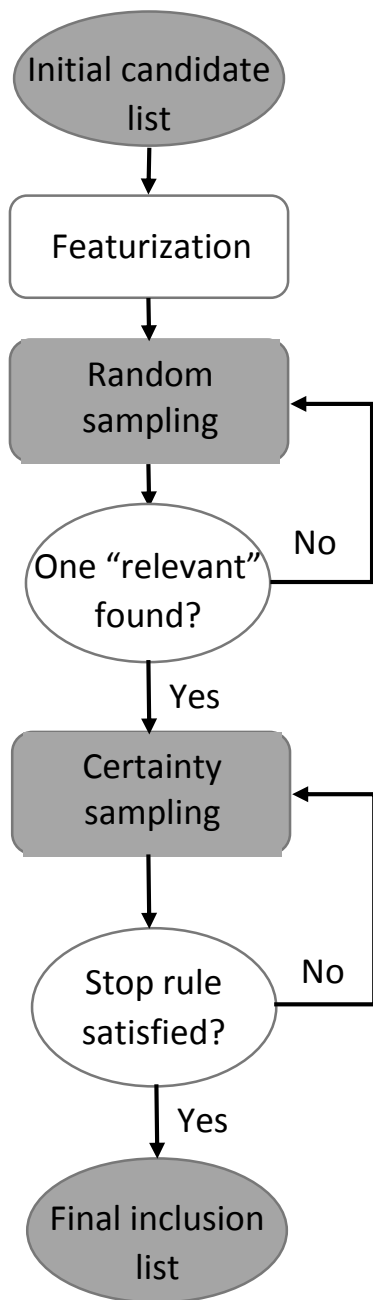 Initial candidate
list
Featurization
Random
sampling
No
One “relevant”
found?
Yes
Certainty
sampling
No
Stop rule
satisfied?
Yes
Final inclusion
list